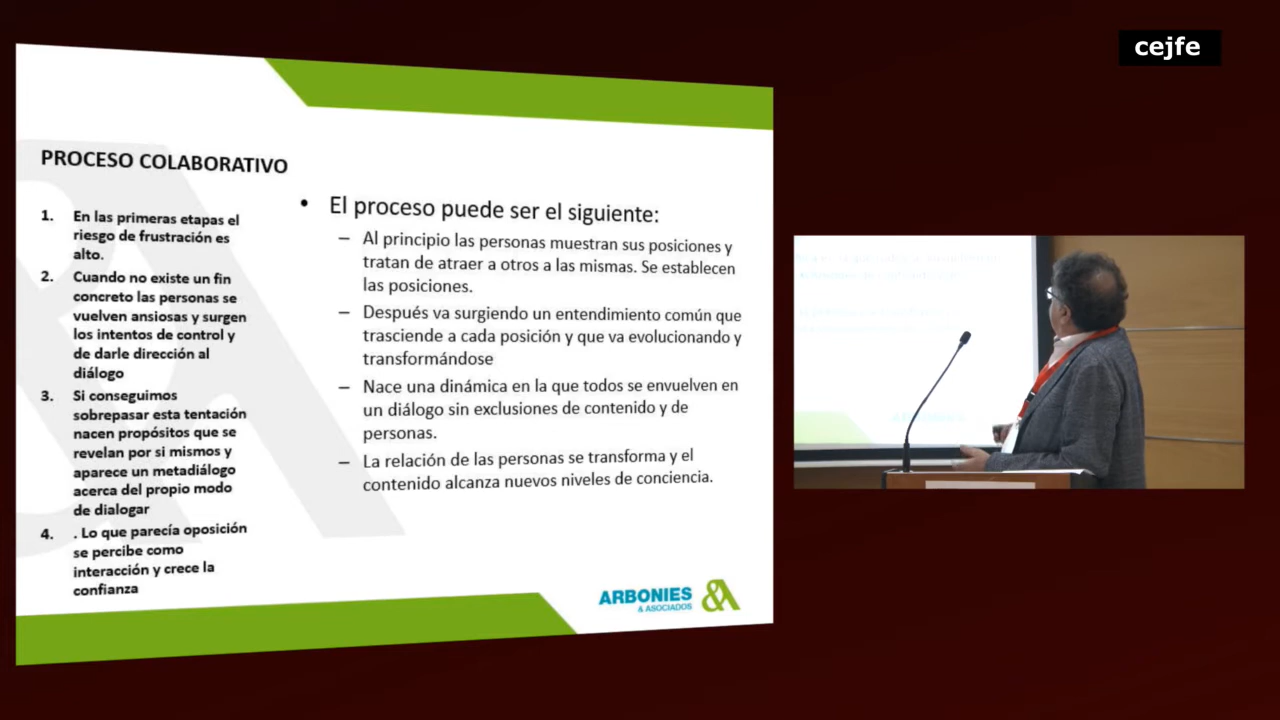 cejfe
PROCESO COLABORATIVO
1. En las primeras etapas el
riesgo de frustración es
alto.
2. Cuando no existe un fin
concreto las personas se
vuelven ansiosas y surgen
los intentos de control y
de darle dirección al
diálogo
3. Si conseguimos
sobrepasar esta tentación
nacen propósitos que se
revelan por si mismos y
aparece un metadiálogo
acerca del propio modo
de dialogar
4. . Lo que parecía oposición
se percibe como
interacción y crece la
confianza
• El proceso puede ser el siguiente:
– Al principio las personas muestran sus posiciones y
tratan de atraer a otros a las mismas. Se establecen
las posiciones.
– Después va surgiendo un entendimiento común que
trasciende a cada posición y que va evolucionando y
transformándose
– Nace una dinámica en la que todos se envuelven en
un diálogo sin exclusiones de contenido y de
personas.
– La relación de las personas se transforma y el
contenido alcanza nuevos niveles de conciencia.
ARBONIES
& ASOCIADOS
&